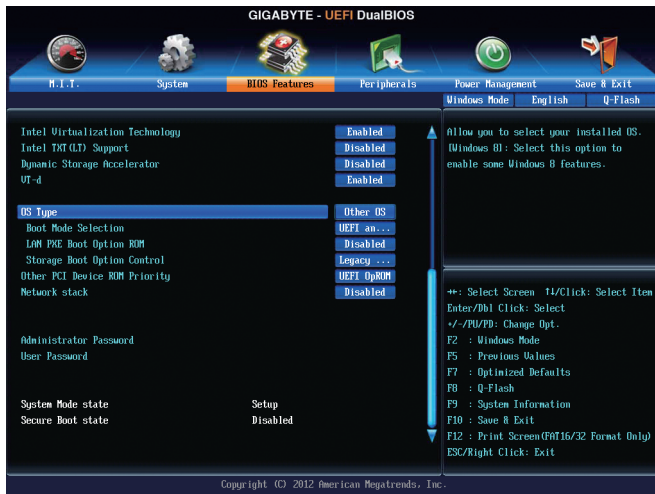 GIGABYTE - UEFI DualBIOS
M.I.T. System BIOS Features Peripherals Power Management Save & Exit
Windows Mode English Q-Flash
Intel Virtualization Technology Enabled
Intel TXT(LT) Support Disabled
Dynamic Storage Accelerator Disabled
VT-d Enabled
OS Type Other OS
Boot Mode Selection UEFI an...
LAN PXE Boot Option ROM Disabled
Storage Boot Option Control Legacy ...
Other PCI Device ROM Priority UEFI OpROM
Network stack Disabled
Administrator Password
User Password
System Mode state Setup
Secure Boot state Disabled
Allow you to select your installed OS.
[Windows 8]: Select this option to
enable some Windows 8 features.
→←: Select Screen ↑↓/Click: Select Item
Enter/Dbl Click: Select
+/-/PU/PD: Change Opt.
F2 : Windows Mode
F5 : Previous Values
F7 : Optimized Defaults
F8 : Q-Flash
F9 : System Information
F10 : Save & Exit
F12 : Print Screen(FAT16/32 Format Only)
ESC/Right Click: Exit
Copyright (C) 2012 American Megatrends, Inc.